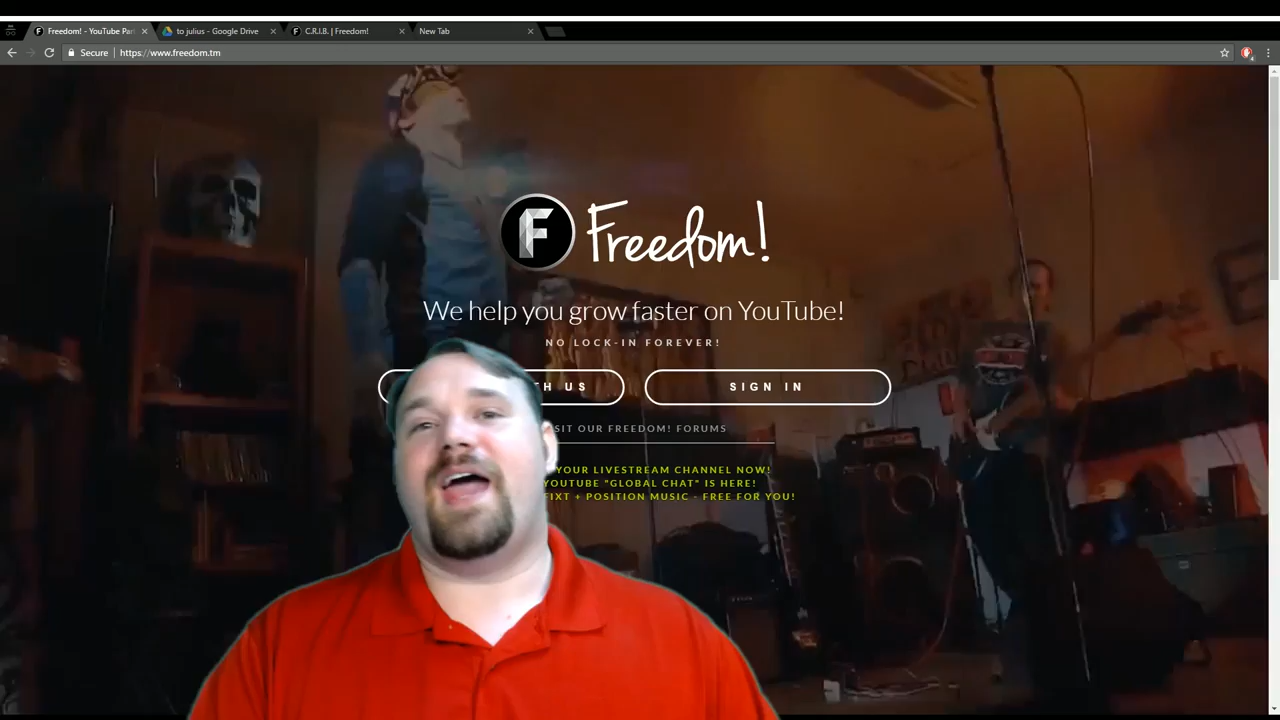 Freedom! - YouTube Par
to julius - Google Drive
C.R.I.B. | Freedom!
New Tab
Secure
https://www.freedom.tm
F Freedom!
We help you grow faster on YouTube!
NO LOCK-IN FOREVER!
TH US
SIGN IN
SIT OUR FREEDOM! FORUMS
YOUR LIVESTREAM CHANNEL NOW!
YOUTUBE "GLOBAL CHAT" IS HERE!
FIXT + POSITION MUSIC - FREE FOR YOU!